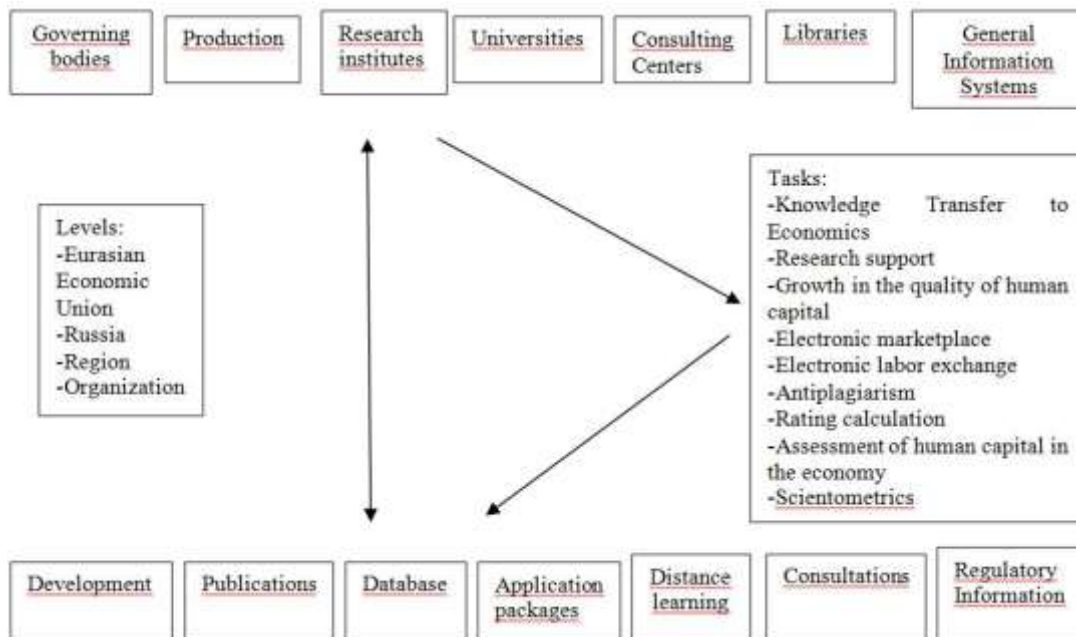 Governing
bodies
Production
Research
institutes
Universities
Consulting
Centers
Libraries
General
Information
Systems
Levels:
-Eurasian
Economic
Union
-Russia
-Region
-Organization
Tasks:
-Knowledge Transfer to
Economics
-Research support
-Growth in the quality of human
capital
-Electronic marketplace
-Electronic labor exchange
-Antiplagiarism
-Rating calculation
-Assessment of human capital in
the economy
-Scientometrics
Development
Publications
Database
Application
packages
Distance
learning
Consultations
Regulatory
Information